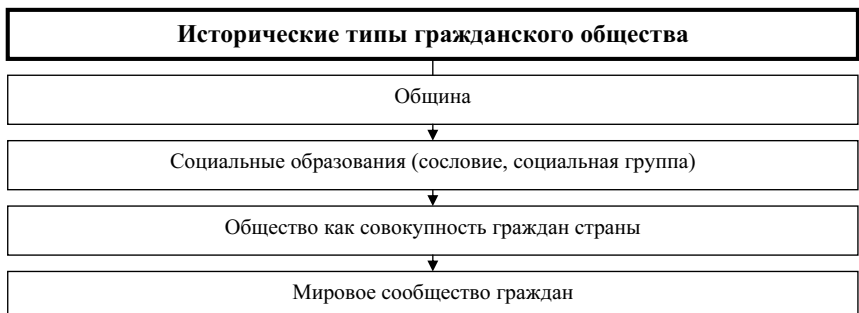 Исторические типы гражданского общества
Община
Социальные образования (сословие, социальная группа)
Общество как совокупность граждан страны
Мировое сообщество граждан